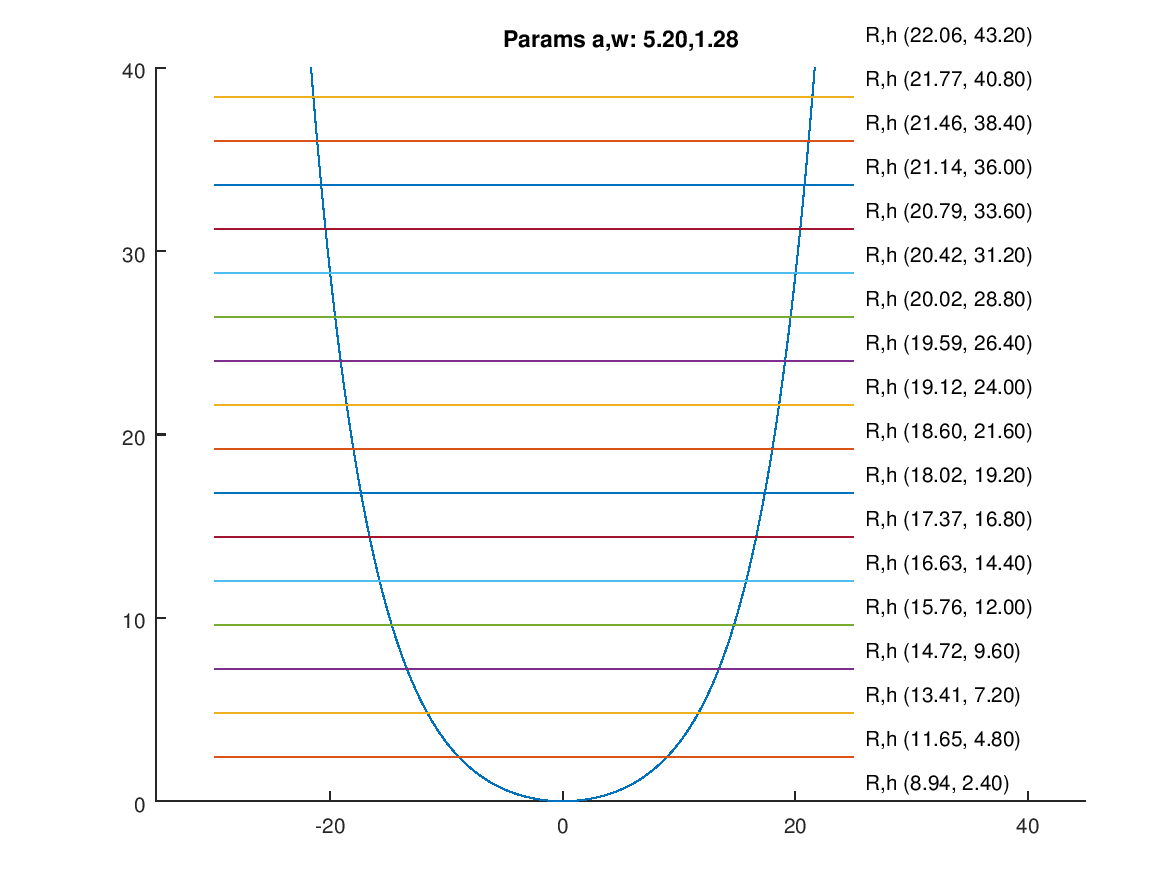 Params a,w: 5.20,1.28
R,h (22.06, 43.20)
R,h (21.77, 40.80)
R,h (21.46, 38.40)
R,h (21.14, 36.00)
R,h (20.79, 33.60)
R,h (20.42, 31.20)
R,h (20.02, 28.80)
R,h (19.59, 26.40)
R,h (19.12, 24.00)
R,h (18.60, 21.60)
R,h (18.02, 19.20)
R,h (17.37, 16.80)
R,h (16.63, 14.40)
R,h (15.76, 12.00)
R,h (14.72, 9.60)
R,h (13.41, 7.20)
R,h (11.65, 4.80)
R,h (8.94, 2.40)
40
30
20
10
0
-20 0 20 40